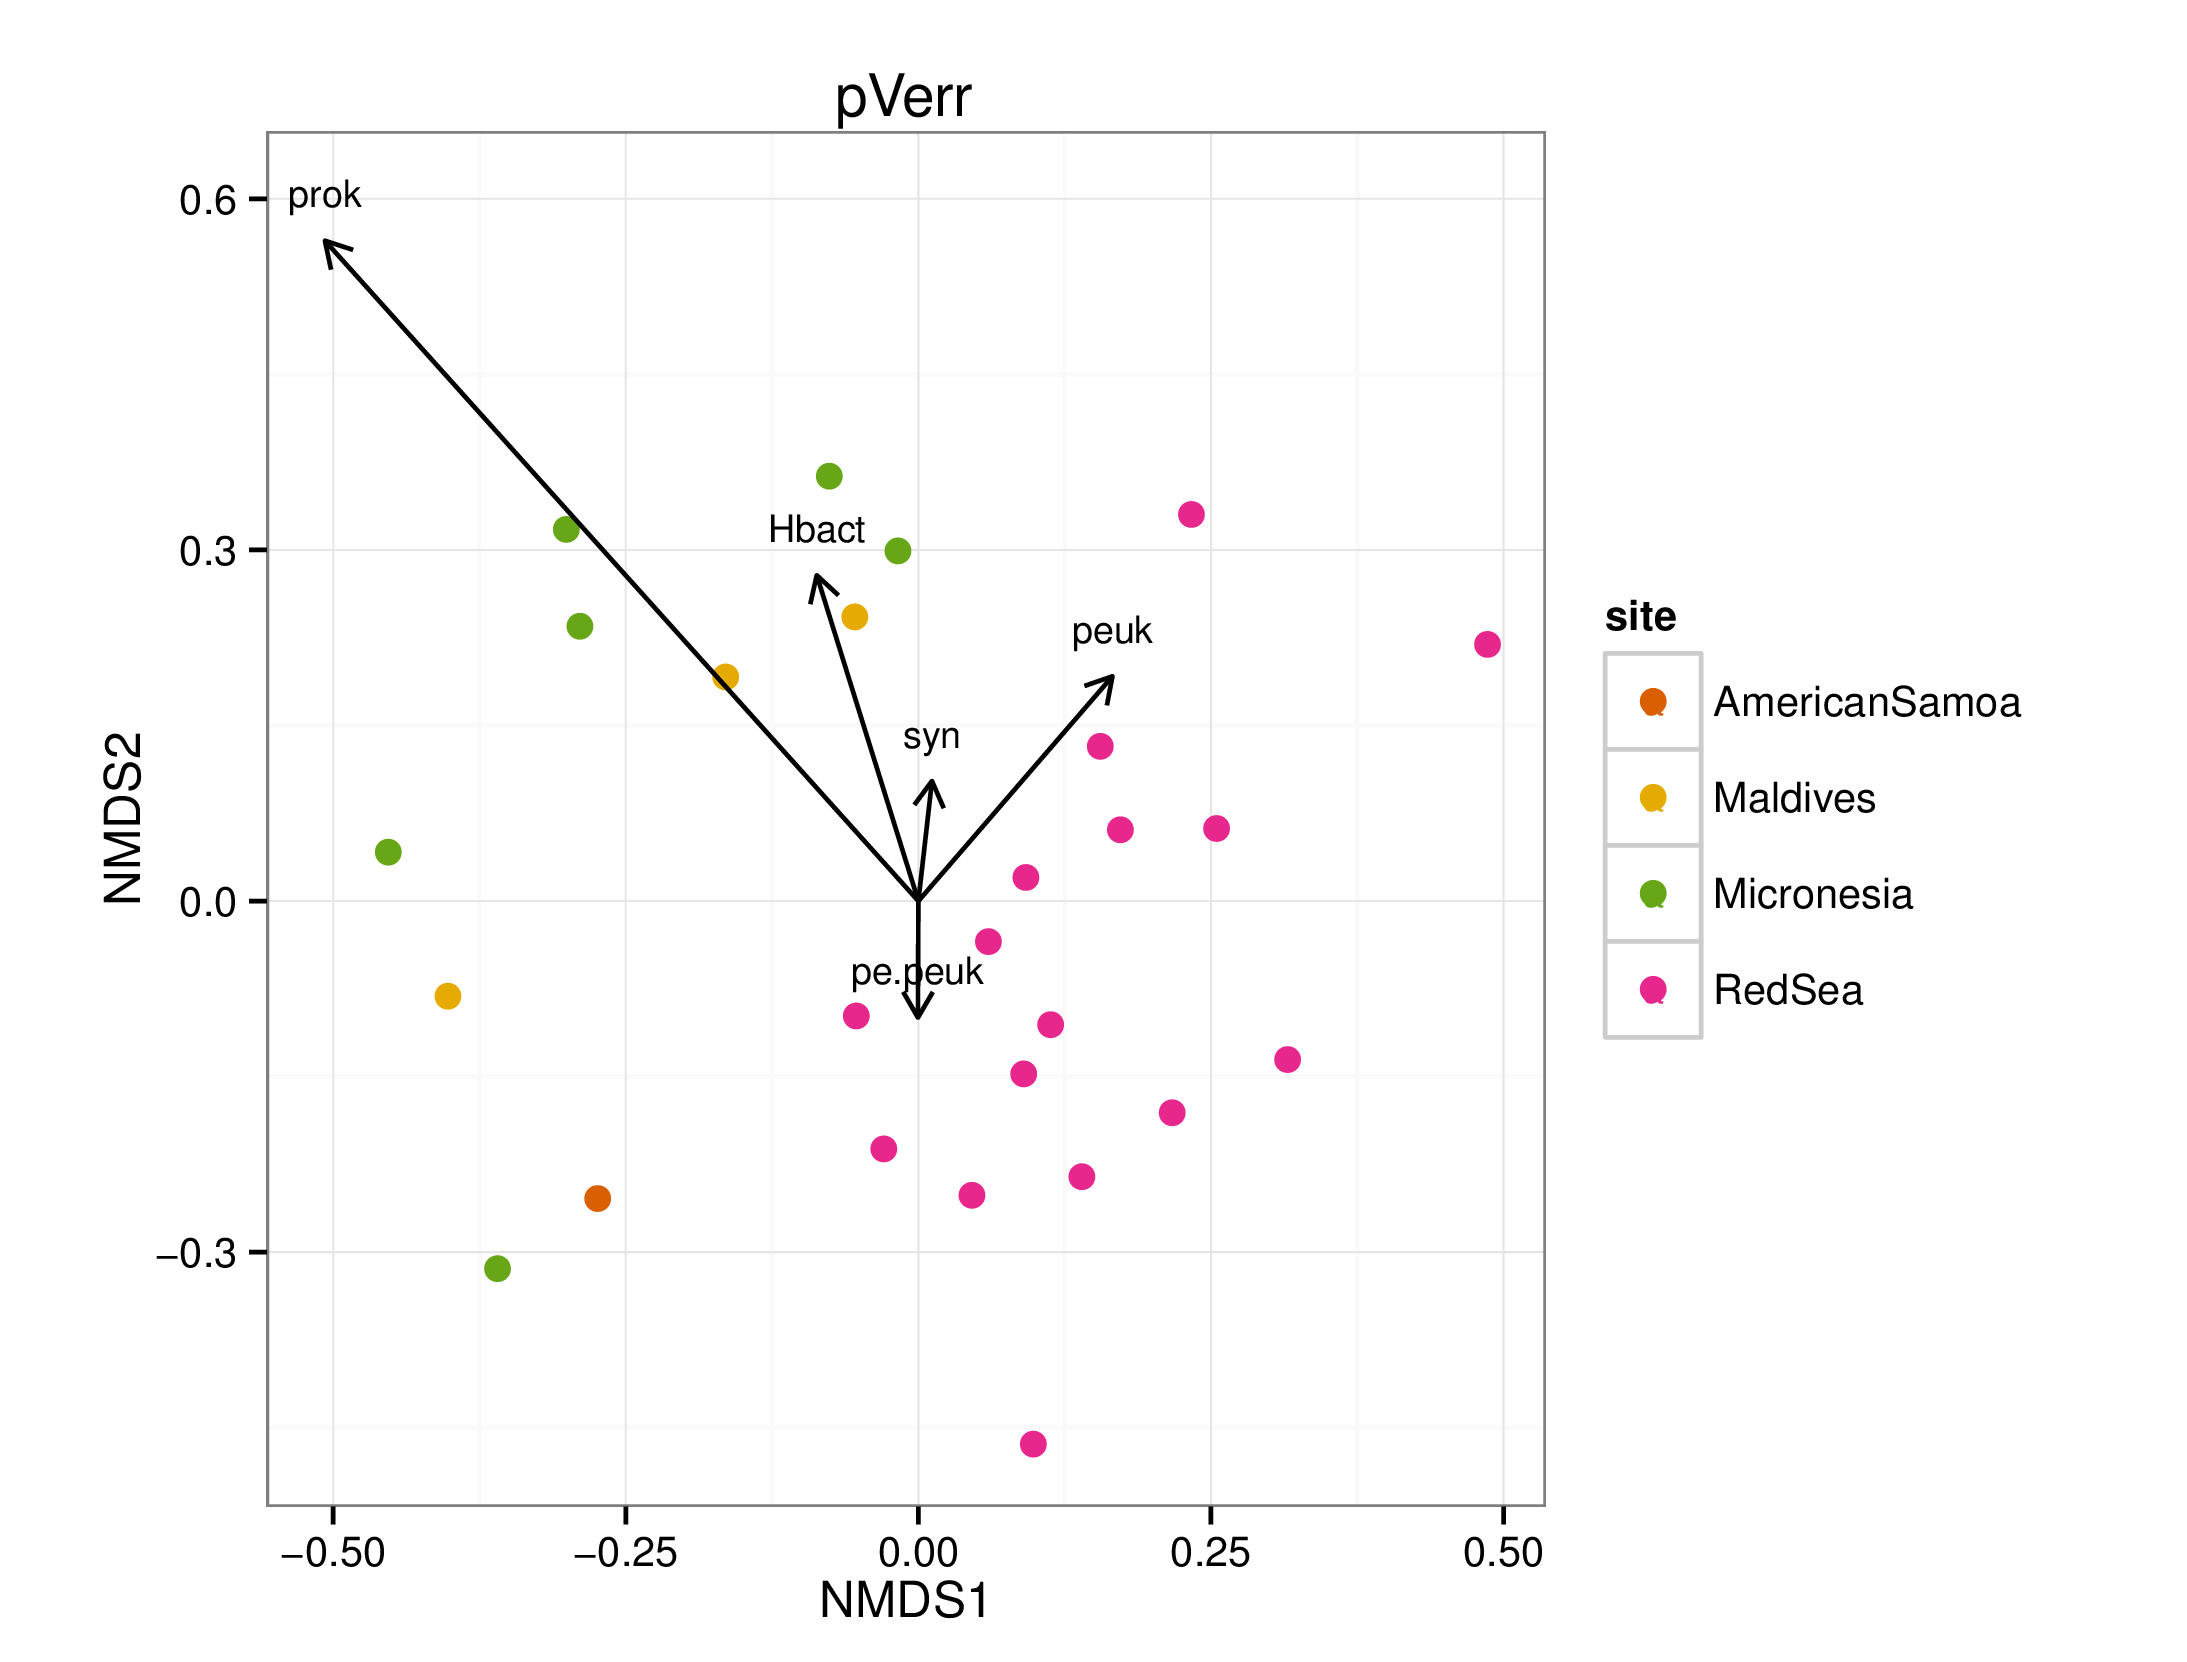 pVerr
prok
0.6
Hbact
0.3
peuk
syn
0.0
pe.peuk
−0.3
NMDS2
−0.50
−0.25
0.00
0.25
0.50
NMDS1
site
AmericanSamoa
Maldives
Micronesia
RedSea